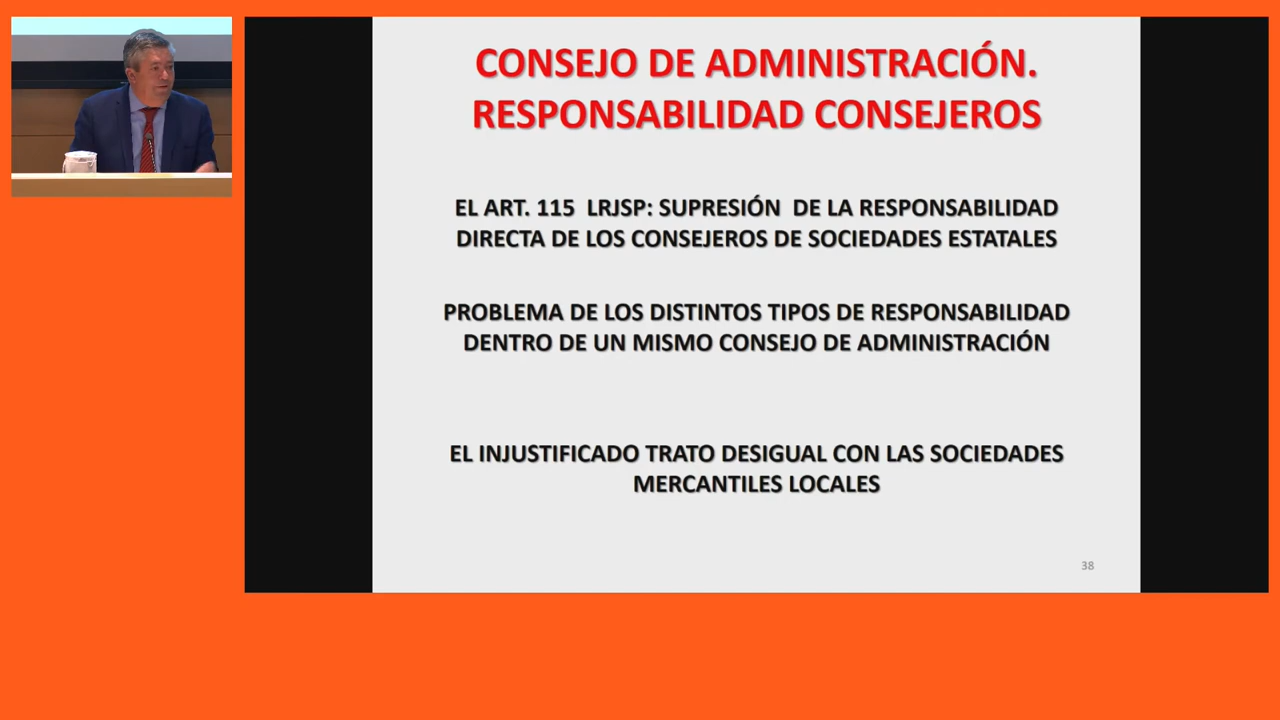 CONSEJO DE ADMINISTRACIÓN.
RESPONSABILIDAD CONSEJEROS
EL ART. 115 LRJSP: SUPRESIÓN DE LA RESPONSABILIDAD
DIRECTA DE LOS CONSEJEROS DE SOCIEDADES ESTATALES
PROBLEMA DE LOS DISTINTOS TIPOS DE RESPONSABILIDAD
DENTRO DE UN MISMO CONSEJO DE ADMINISTRACIÓN
EL INJUSTIFICADO TRATO DESIGUAL CON LAS SOCIEDADES
MERCANTILES LOCALES
38